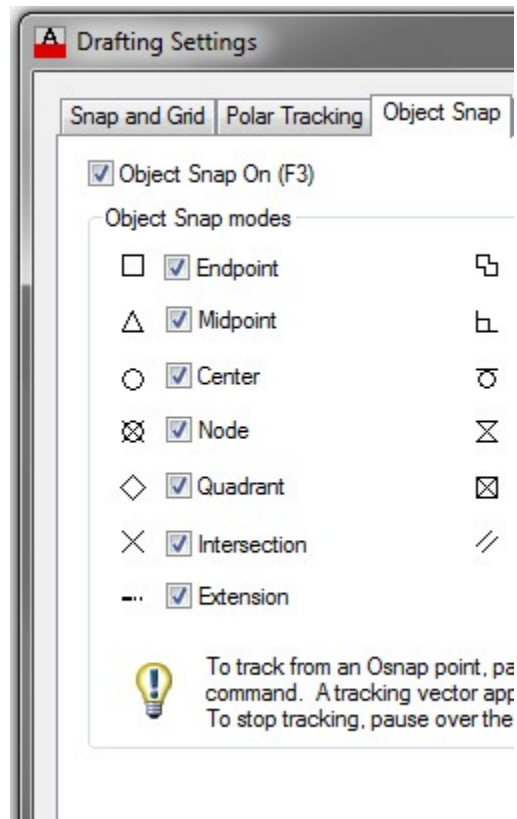 Drafting Settings
Snap and Grid Polar Tracking Object Snap
Object Snap On (F3)
Object Snap modes
Endpoint
Midpoint
Center
Node
Quadrant
Intersection
Extension
To track from an Osnap point,
command. A tracking vector
To stop tracking, pause over the